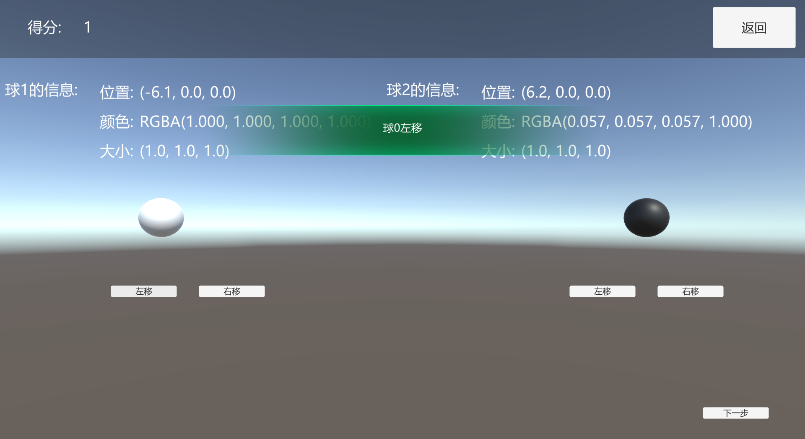 得分: 1
返回
球1的信息:
位置: (-6.1, 0.0, 0.0)
颜色: RGBA(1.000, 1.000, 1.000, 1.000)
大小: (1.0, 1.0, 1.0)
球2的信息:
位置: (6.2, 0.0, 0.0)
颜色: RGBA(0.057, 0.057, 0.057, 1.000)
大小: (1.0, 1.0, 1.0)
球0左移
左移 右移
左移 右移
下一步